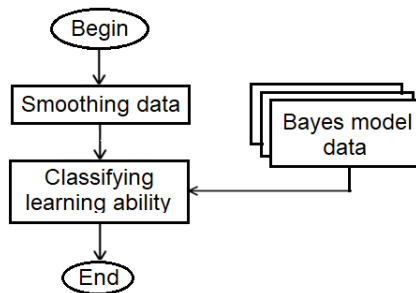 Begin
Smoothing data
Bayes model
data
Classifying
learning ability
End